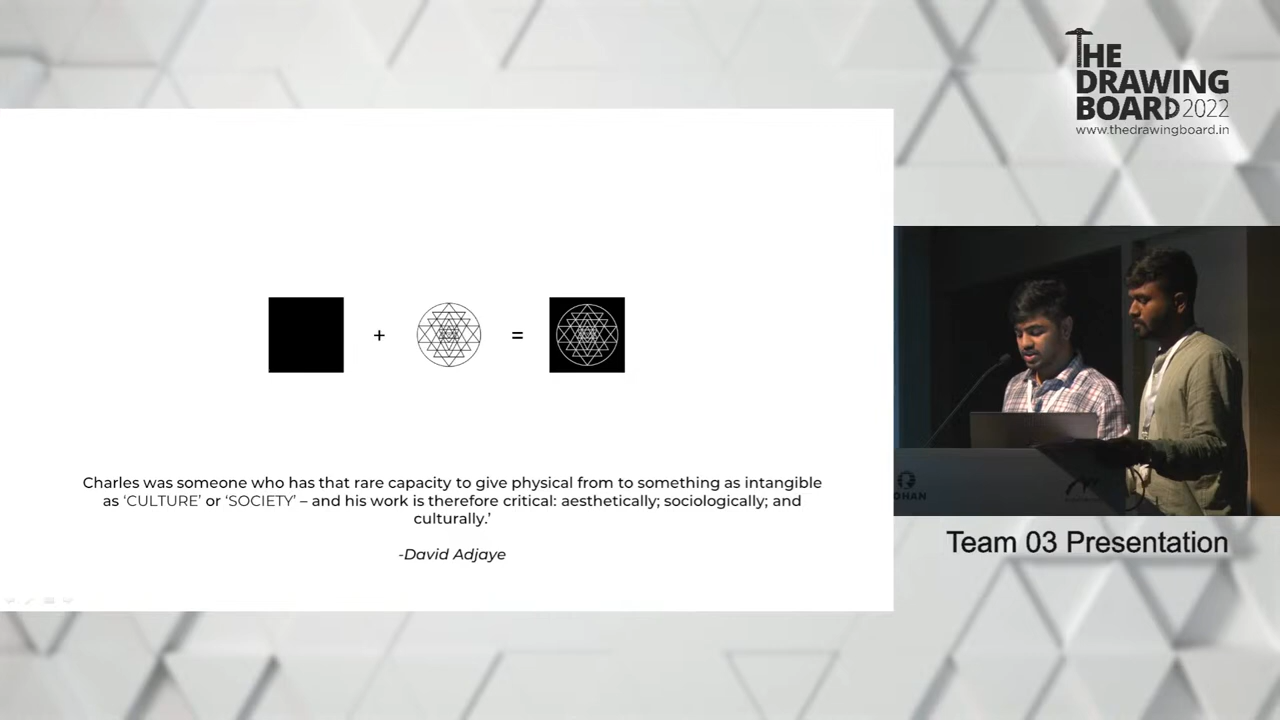 THE
DRAWING
BOARD 2022
www.thedrawingboard.in
+ =
Charles was someone who has that rare capacity to give physical from to something as intangible
as ‘CULTURE’ or ‘SOCIETY’ – and his work is therefore critical: aesthetically; sociologically; and
culturally.’
-David Adjaye
DHAN
Team 03 Presentation